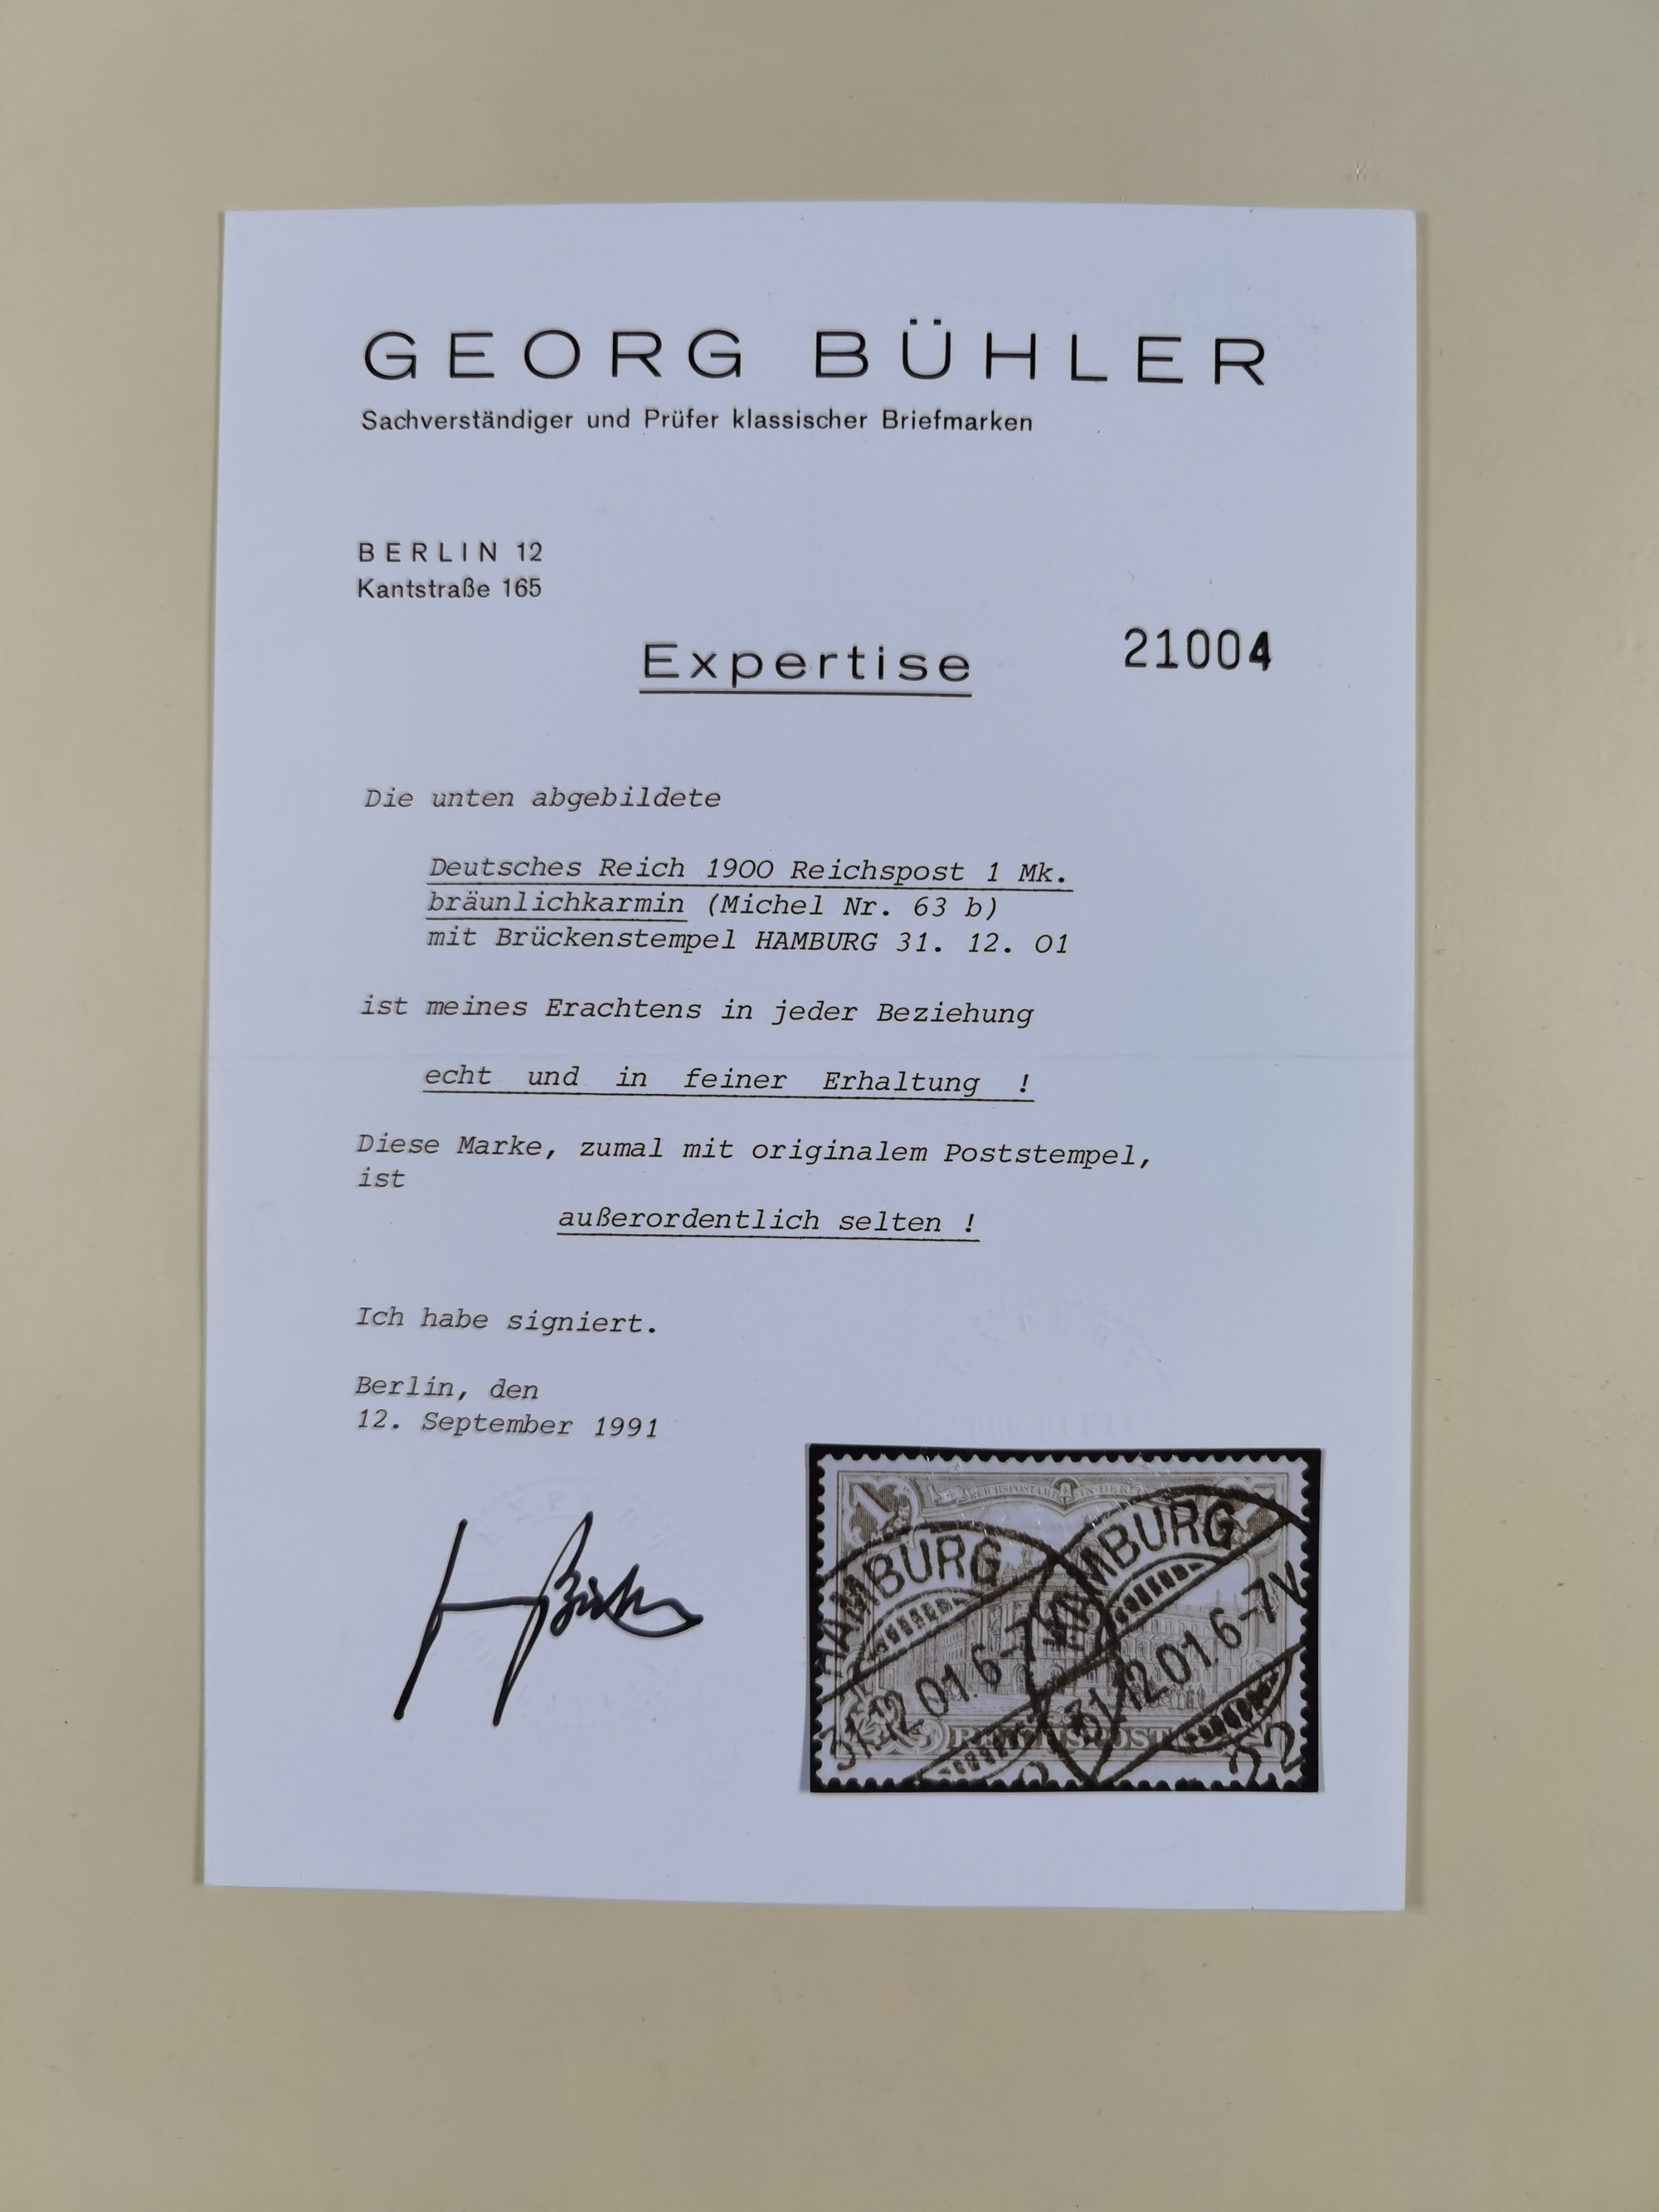 GEORG BÜHLER
Sachverständiger und Prüfer klassischer Briefmarken
BERLIN 12
Kantstraße 165
Expertise
21004
Die unten abgebildete
Deutsches Reich 1900 Reichspost 1 Mk.
bräunlichkarmin (Michel Nr. 63 b)
mit Brückenstempel HAMBURG 31. 12. 01
ist meines Erachtens in jeder Beziehung
echt und in feiner Erhaltung !
Diese Marke, zumal mit originalem Poststempel,
ist
außerordentlich selten !
Ich habe signiert.
Berlin, den
12. September 1991
1
HAMBURG
31.12.01.6-7
HAMBURG
31.12.01.6-7V
REICHSPOST